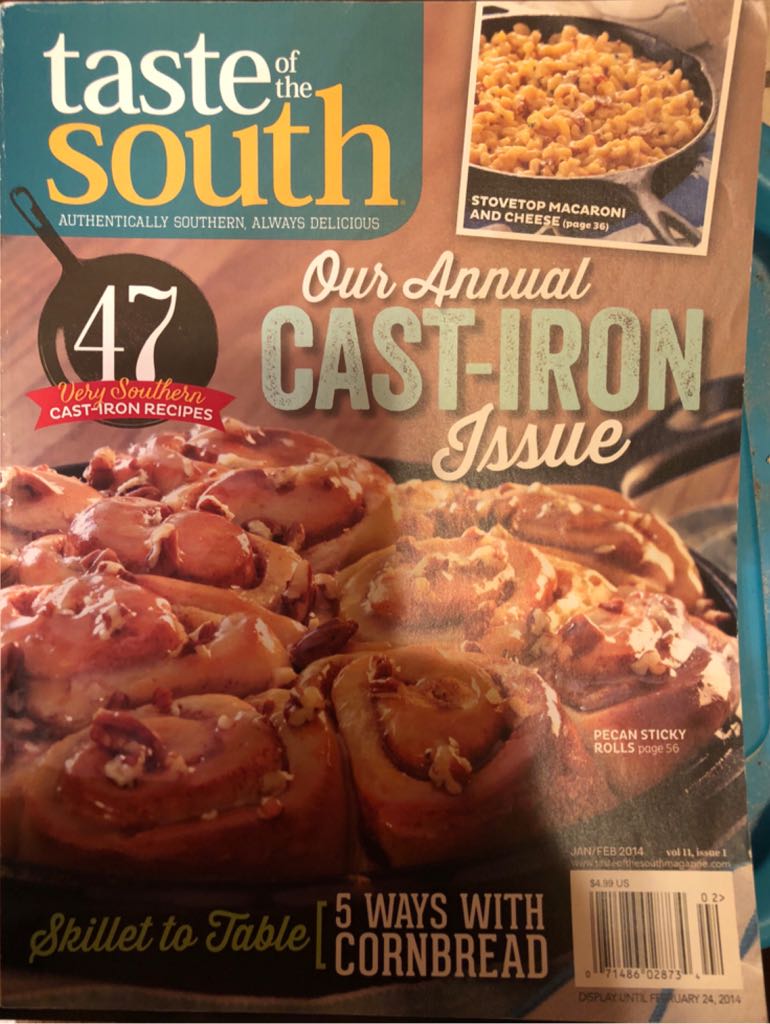 taste of the
south
AUTHENTICALLY SOUTHERN, ALWAYS DELICIOUS
STOVETOP MACARONI
AND CHEESE (page 36)
47
Very Southern
CAST-IRON RECIPES
Our Annual
CAST-IRON
Issue
PECAN STICKY
ROLLS page 56
JAN/FEB 2014 vol 11, issue 1
www.tasteofthesouthmagazine.com
$4.99 US
02>
0 71486 02873 4
DISPLAY UNTIL FEBRUARY 24, 2014
Skillet to Table
5 WAYS WITH
CORNBREAD